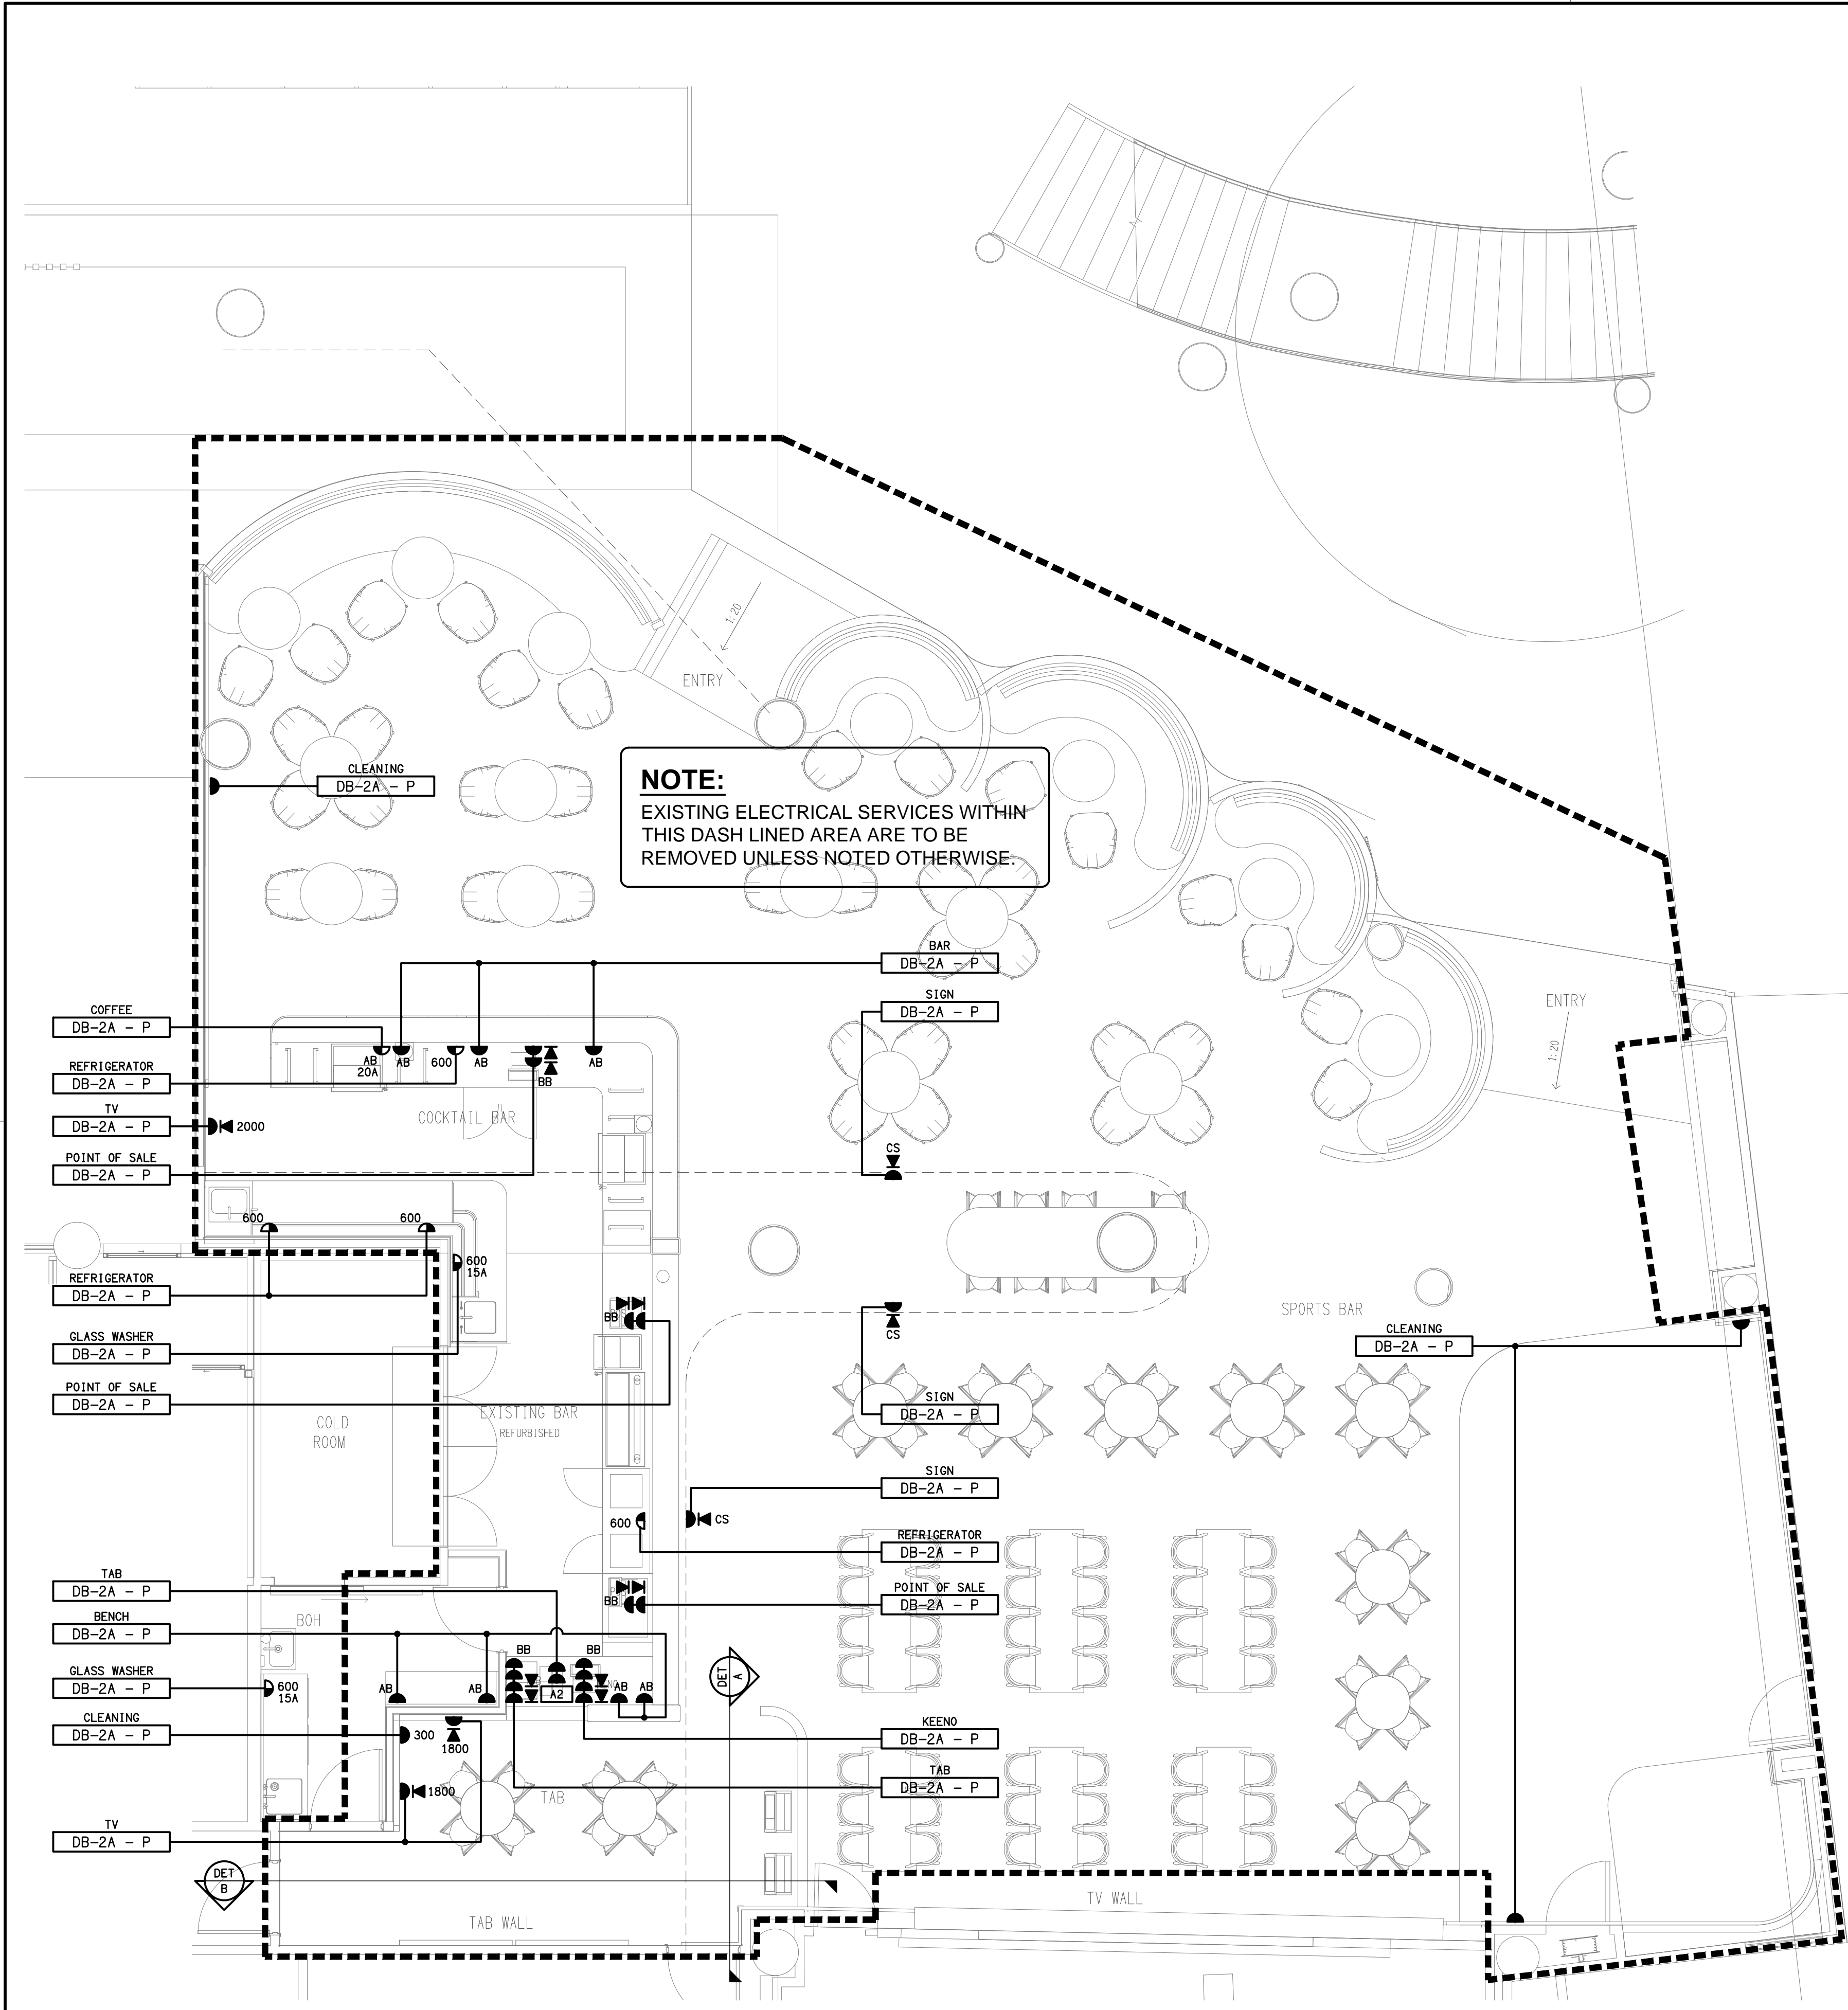 1:20
ENTRY
NOTE:
EXISTING ELECTRICAL SERVICES WITHIN
THIS DASH LINED AREA ARE TO BE
REMOVED UNLESS NOTED OTHERWISE.
CLEANING
DB-2A - P
BAR
DB-2A - P
SIGN
DB-2A - P
ENTRY
1:20
COFFEE
DB-2A - P
AB
20A
AB
600
AB
BB
AB
REFRIGERATOR
DB-2A - P
TV
DB-2A - P
2000
COCKTAIL BAR
POINT OF SALE
DB-2A - P
CS
600
600
600
15A
REFRIGERATOR
DB-2A - P
BB
CS
SPORTS BAR
GLASS WASHER
DB-2A - P
CLEANING
DB-2A - P
POINT OF SALE
DB-2A - P
COLD
ROOM
EXISTING BAR
REFURBISHED
SIGN
DB-2A - P
SIGN
DB-2A - P
600
CS
REFRIGERATOR
DB-2A - P
TAB
DB-2A - P
BB
POINT OF SALE
DB-2A - P
BENCH
DB-2A - P
BOH
BB
BB
GLASS WASHER
DB-2A - P
600
15A
AB
AB
A2
AB
AB
DET
A
CLEANING
DB-2A - P
300
1800
KEENO
DB-2A - P
1800
TAB
TAB
DB-2A - P
TV
DB-2A - P
DET
B
TAB WALL
TV WALL